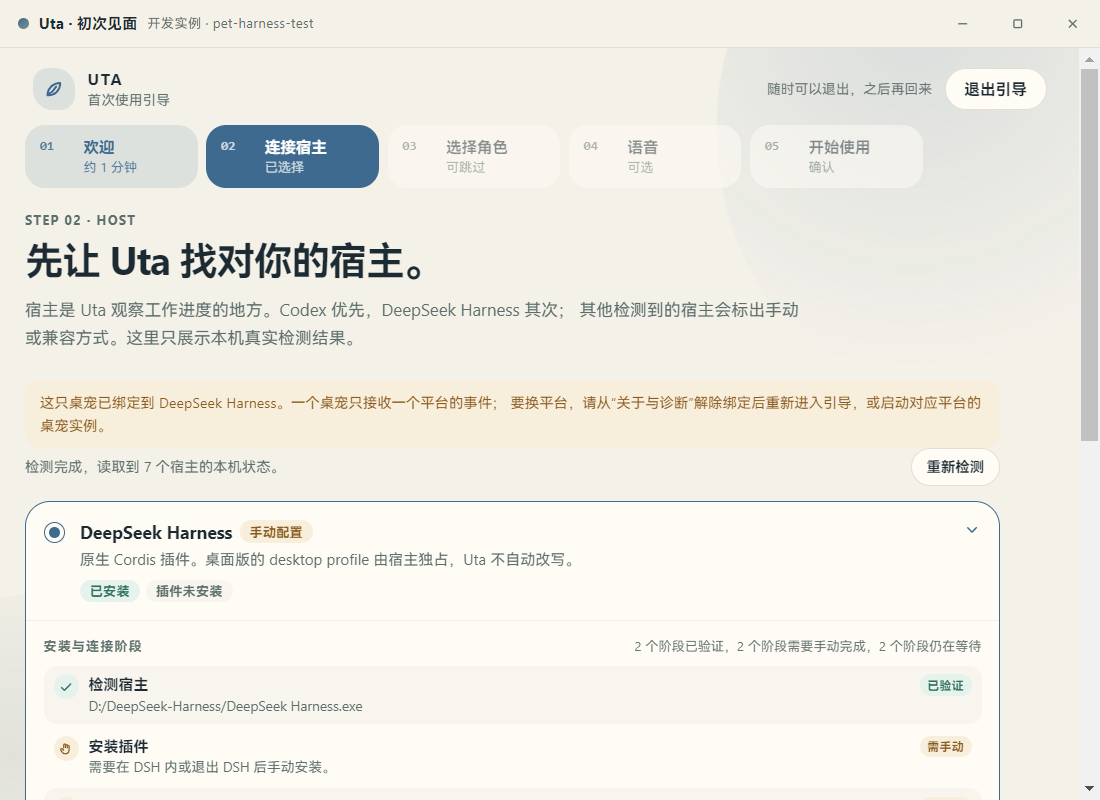 Uta · 初次见面 开发实例 · pet-harness-test
UTA
首次使用引导
随时可以退出，之后再回来
退出引导
01 欢迎
约 1 分钟
02 连接宿主
已选择
03 选择角色
可跳过
04 语音
可选
05 开始使用
确认
STEP 02 · HOST
先让 Uta 找对你的宿主。
宿主是 Uta 观察工作进度的地方。Codex 优先，DeepSeek Harness 其次； 其他检测到的宿主会标出手动
或兼容方式。这里只展示本机真实检测结果。
这只桌宠已绑定到 DeepSeek Harness。一个桌宠只接收一个平台的事件； 要换平台，请从“关于与诊断”解除绑定后重新进入引导，或启动对应平台的
桌宠实例。
检测完成，读取到 7 个宿主的本机状态。
重新检测
DeepSeek Harness 手动配置
原生 Cordis 插件。桌面版的 desktop profile 由宿主独占，Uta 不自动改写。
已安装 插件未安装
安装与连接阶段
2 个阶段已验证，2 个阶段需要手动完成，2 个阶段仍在等待
检测宿主
D:/DeepSeek-Harness/DeepSeek Harness.exe
已验证
安装插件
需要在 DSH 内或退出 DSH 后手动安装。
需手动